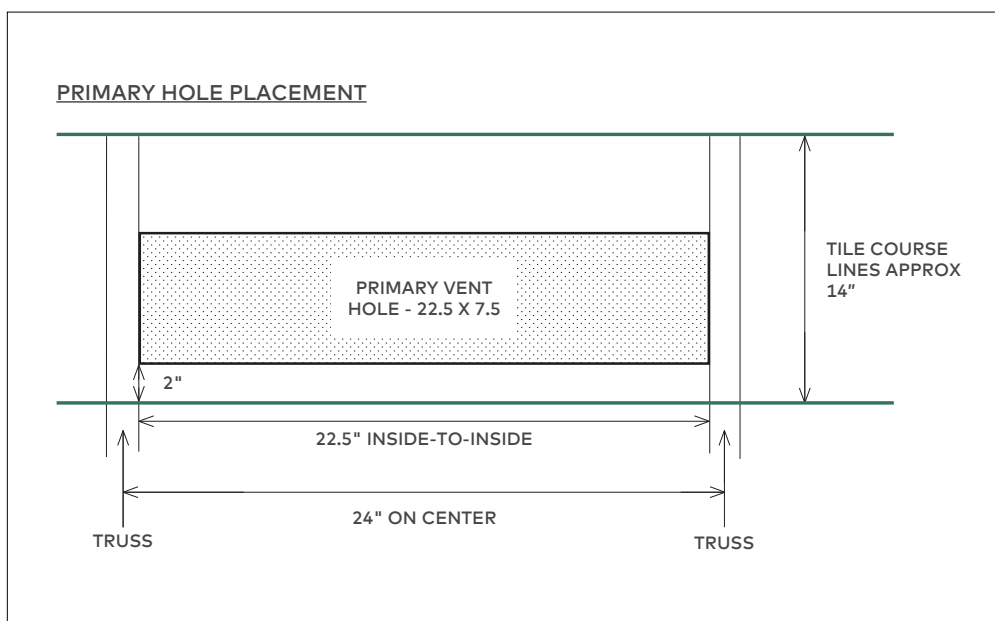 PRIMARY HOLE PLACEMENT
TILE COURSE
LINES APPROX
14"
PRIMARY VENT
HOLE - 22.5 X 7.5
2"
22.5" INSIDE-TO-INSIDE
24" ON CENTER
TRUSS
TRUSS